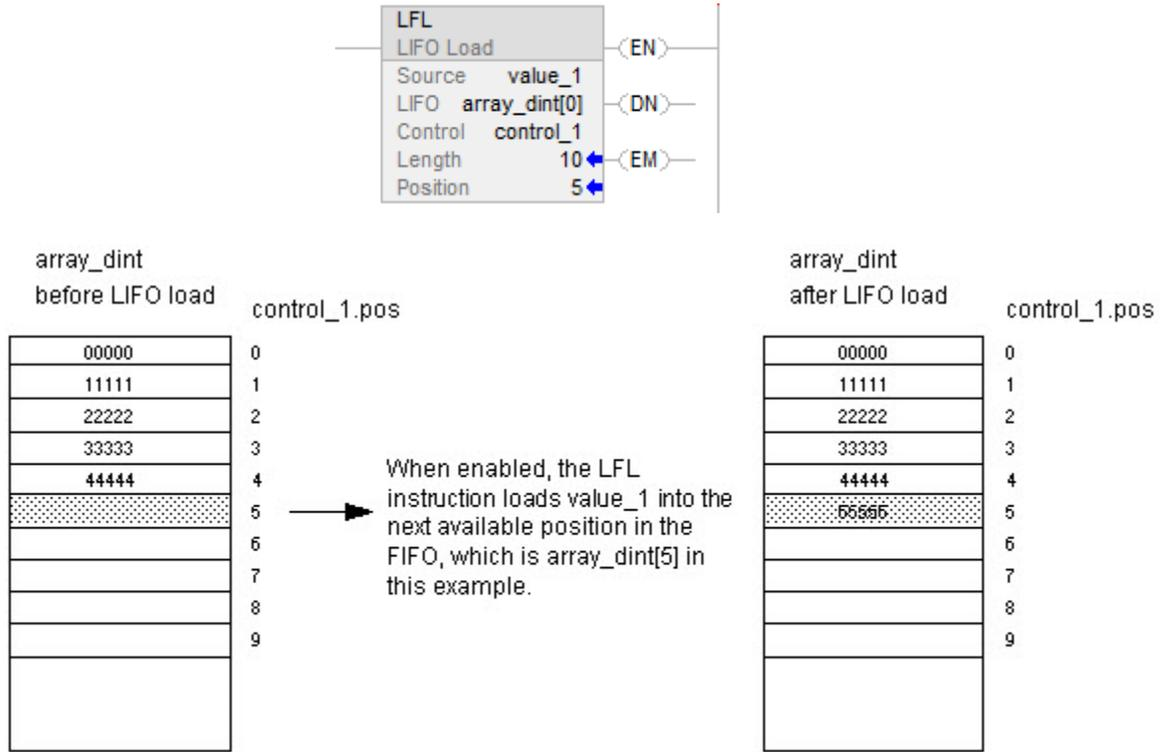 LFL
LIFO Load
EN
Source value_1
LIFO array_dint[0]
DN
Control control_1
Length 10
EM
Position 5
array_dint
before LIFO load
control_1.pos
00000 0
11111 1
22222 2
33333 3
44444 4
5
6
7
8
9
When enabled, the LFL
instruction loads value_1 into the
next available position in the
FIFO, which is array_dint[5] in
this example.
array_dint
after LIFO load
control_1.pos
00000 0
11111 1
22222 2
33333 3
44444 4
55555 5
6
7
8
9